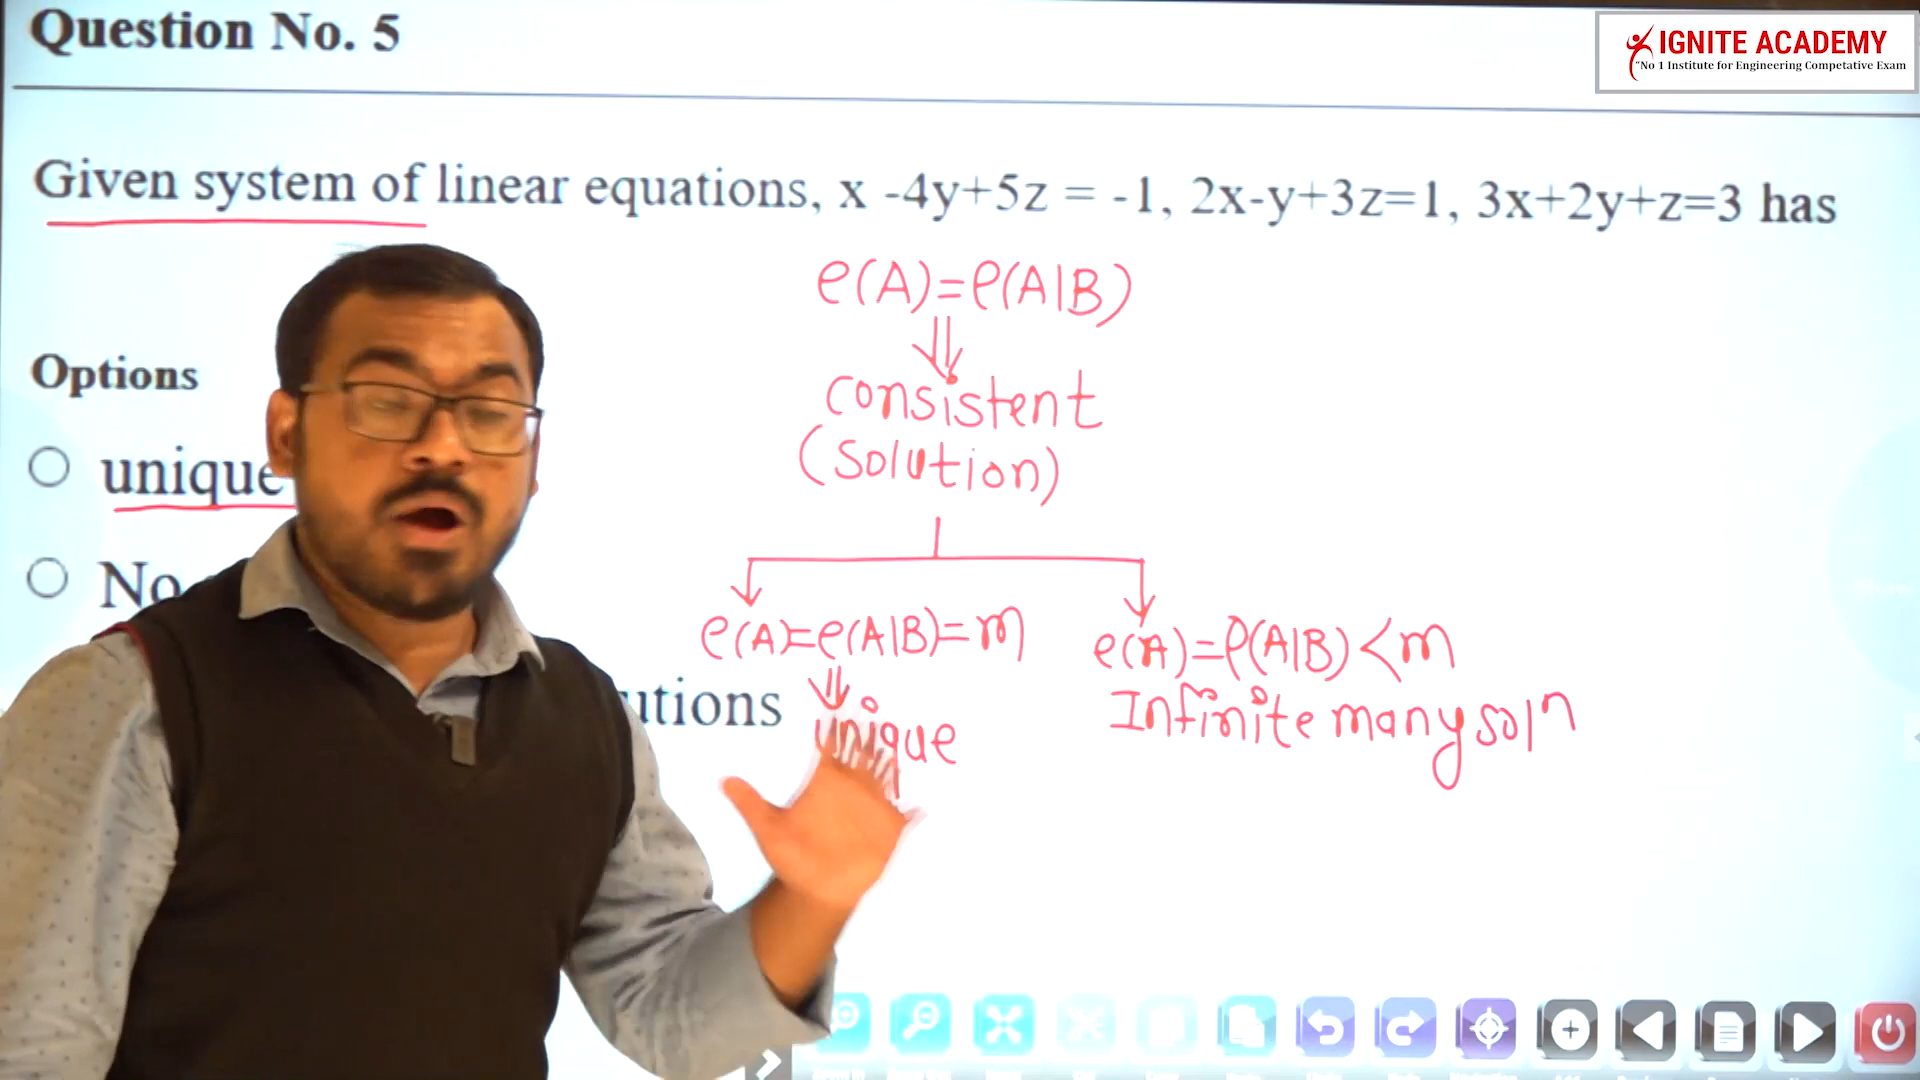 Question No. 5
IGNITE ACADEMY
"No 1 Institute for Engineering Competative Exam
Given system of linear equations, x -4y+5z = -1, 2x-y+3z=1, 3x+2y+z=3 has
ρ(A)=ρ(A|B)
⇓
Options
consistent
(solution)
unique
No
ρ(A)=ρ(A|B)=m
ρ(A)=ρ(A|B)<m
⇓
utions
unique
Infinite many solⁿ